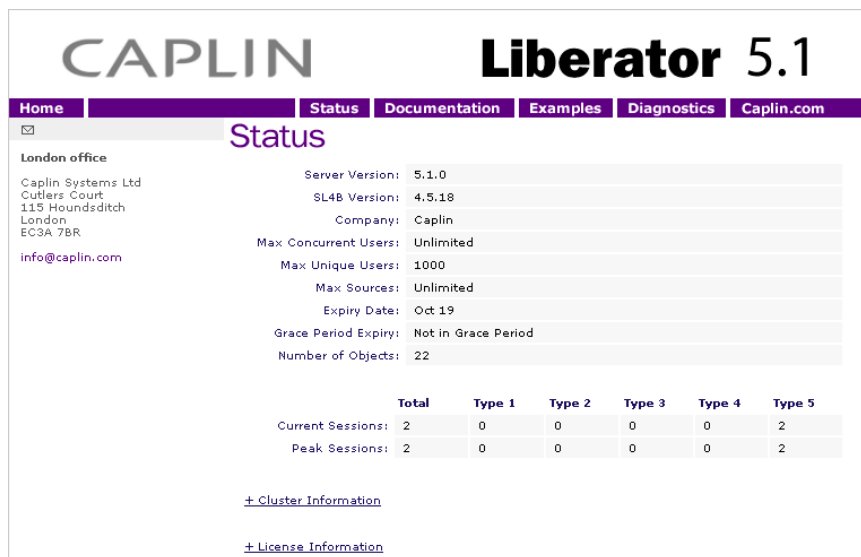 CAPLIN Liberator 5.1
Home Status Documentation Examples Diagnostics Caplin.com
Status
London office
Caplin Systems Ltd
Cutlers Court
115 Houndsditch
London
EC3A 7BR
info@caplin.com
Server Version: 5.1.0
SL4B Version: 4.5.18
Company: Caplin
Max Concurrent Users: Unlimited
Max Unique Users: 1000
Max Sources: Unlimited
Expiry Date: Oct 19
Grace Period Expiry: Not in Grace Period
Number of Objects: 22
Total Type 1 Type 2 Type 3 Type 4 Type 5
Current Sessions: 2 0 0 0 0 2
Peak Sessions: 2 0 0 0 0 2
+ Cluster Information
+ License Information